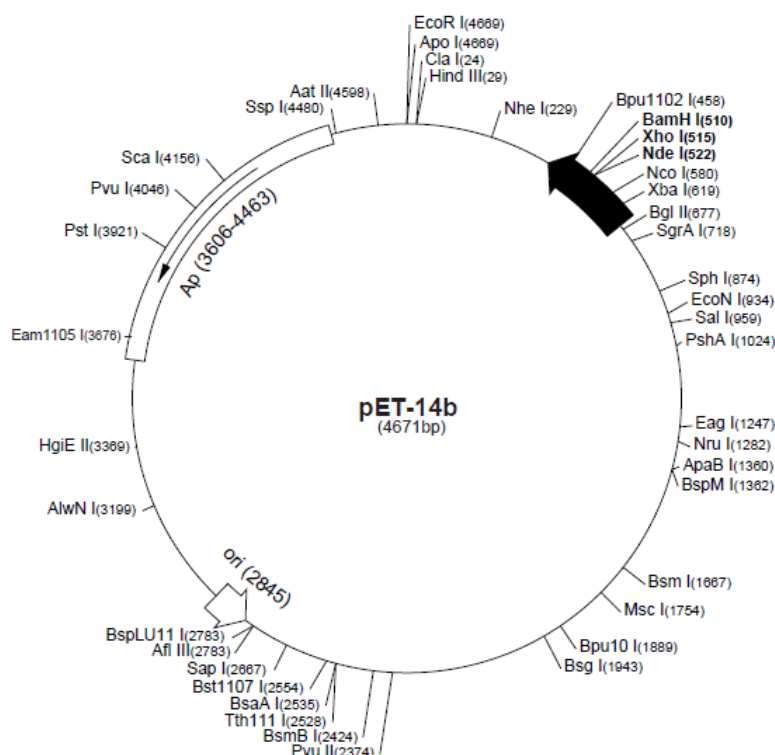 EcoR I(4669)
Apo I(4669)
Cla I(24)
Hind III(29)
Aat II(4598)
Ssp I(4480)
Nhe I(229)
Bpu1102 I(458)
BamH I(510)
Xho I(515)
Nde I(522)
Nco I(580)
Xba I(619)
Bgl II(677)
SgrA I(718)
Sca I(4156)
Pvu I(4046)
Pst I(3921)
Ap (3606-4463)
Sph I(874)
EcoN I(934)
Sal I(959)
PshA I(1024)
Eam1105 I(3676)
pET-14b
(4671bp)
Eag I(1247)
Nru I(1282)
ApaB I(1360)
BspM I(1362)
HgiE II(3369)
AlwN I(3199)
ori (2845)
Bsm I(1667)
Msc I(1754)
Bpu10 I(1889)
Bsg I(1943)
BspLU11 I(2783)
Afl III(2783)
Sap I(2667)
Bst1107 I(2554)
BsaA I(2535)
Tth111 I(2528)
BsmB I(2424)
Pvu II(2374)